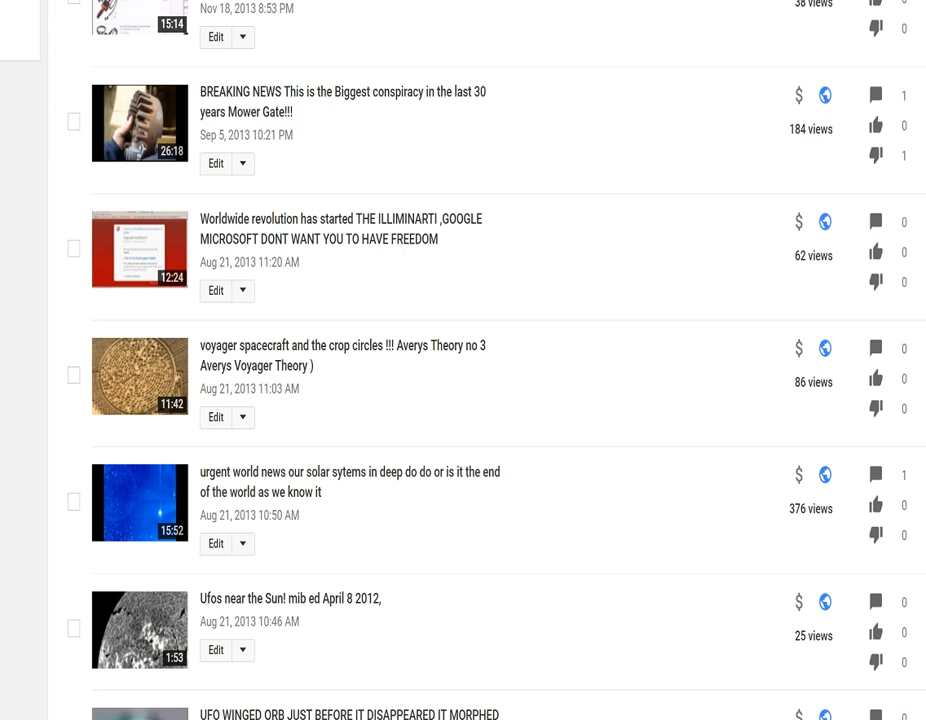 Nov 18, 2013 8:53 PM
38 views
0
15:14
Edit
0
BREAKING NEWS This is the Biggest conspiracy in the last 30
years Mower Gate!!!
Sep 5, 2013 10:21 PM
26:18
Edit
$
184 views
1
0
1
Worldwide revolution has started THE ILLIMINARTI ,GOOGLE
MICROSOFT DONT WANT YOU TO HAVE FREEDOM
Aug 21, 2013 11:20 AM
12:24
Edit
$
62 views
0
0
0
voyager spacecraft and the crop circles !!! Averys Theory no 3
Averys Voyager Theory )
Aug 21, 2013 11:03 AM
11:42
Edit
$
86 views
0
0
0
urgent world news our solar sytems in deep do do or is it the end
of the world as we know it
Aug 21, 2013 10:50 AM
15:52
Edit
$
376 views
1
0
0
Ufos near the Sun! mib ed April 8 2012,
Aug 21, 2013 10:46 AM
1:53
Edit
$
25 views
0
0
0
UFO WINGED ORB JUST BEFORE IT DISAPPEARED IT MORPHED
$
0